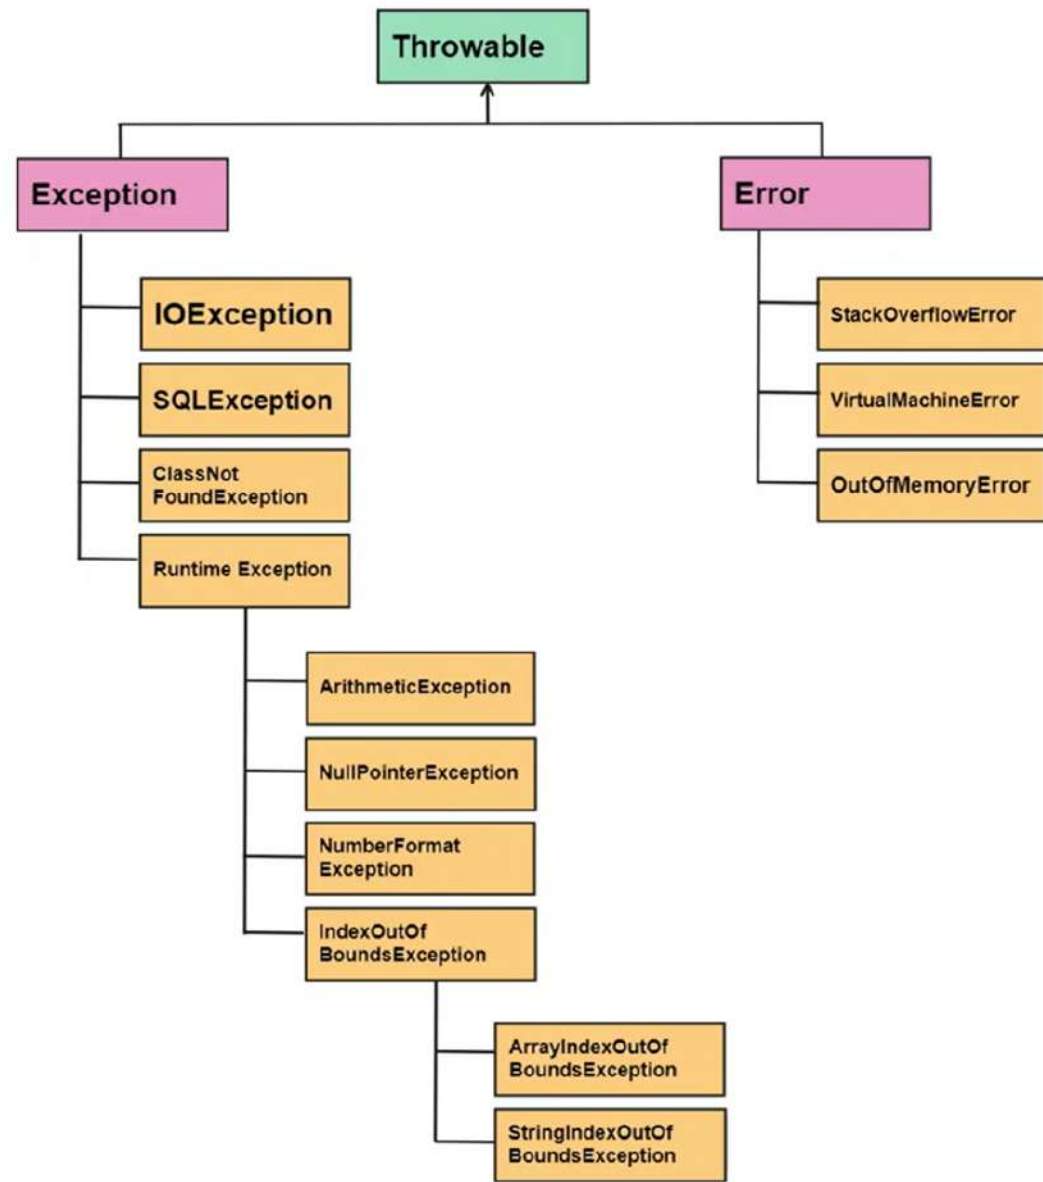 Throwable
Exception
Error
IOException
SQLException
ClassNot
FoundException
Runtime Exception
StackOverflowError
VirtualMachineError
OutOfMemoryError
ArithmeticException
NullPointerException
NumberFormat
Exception
IndexOutOf
BoundsException
ArrayIndexOutOf
BoundsException
StringIndexOutOf
BoundsException